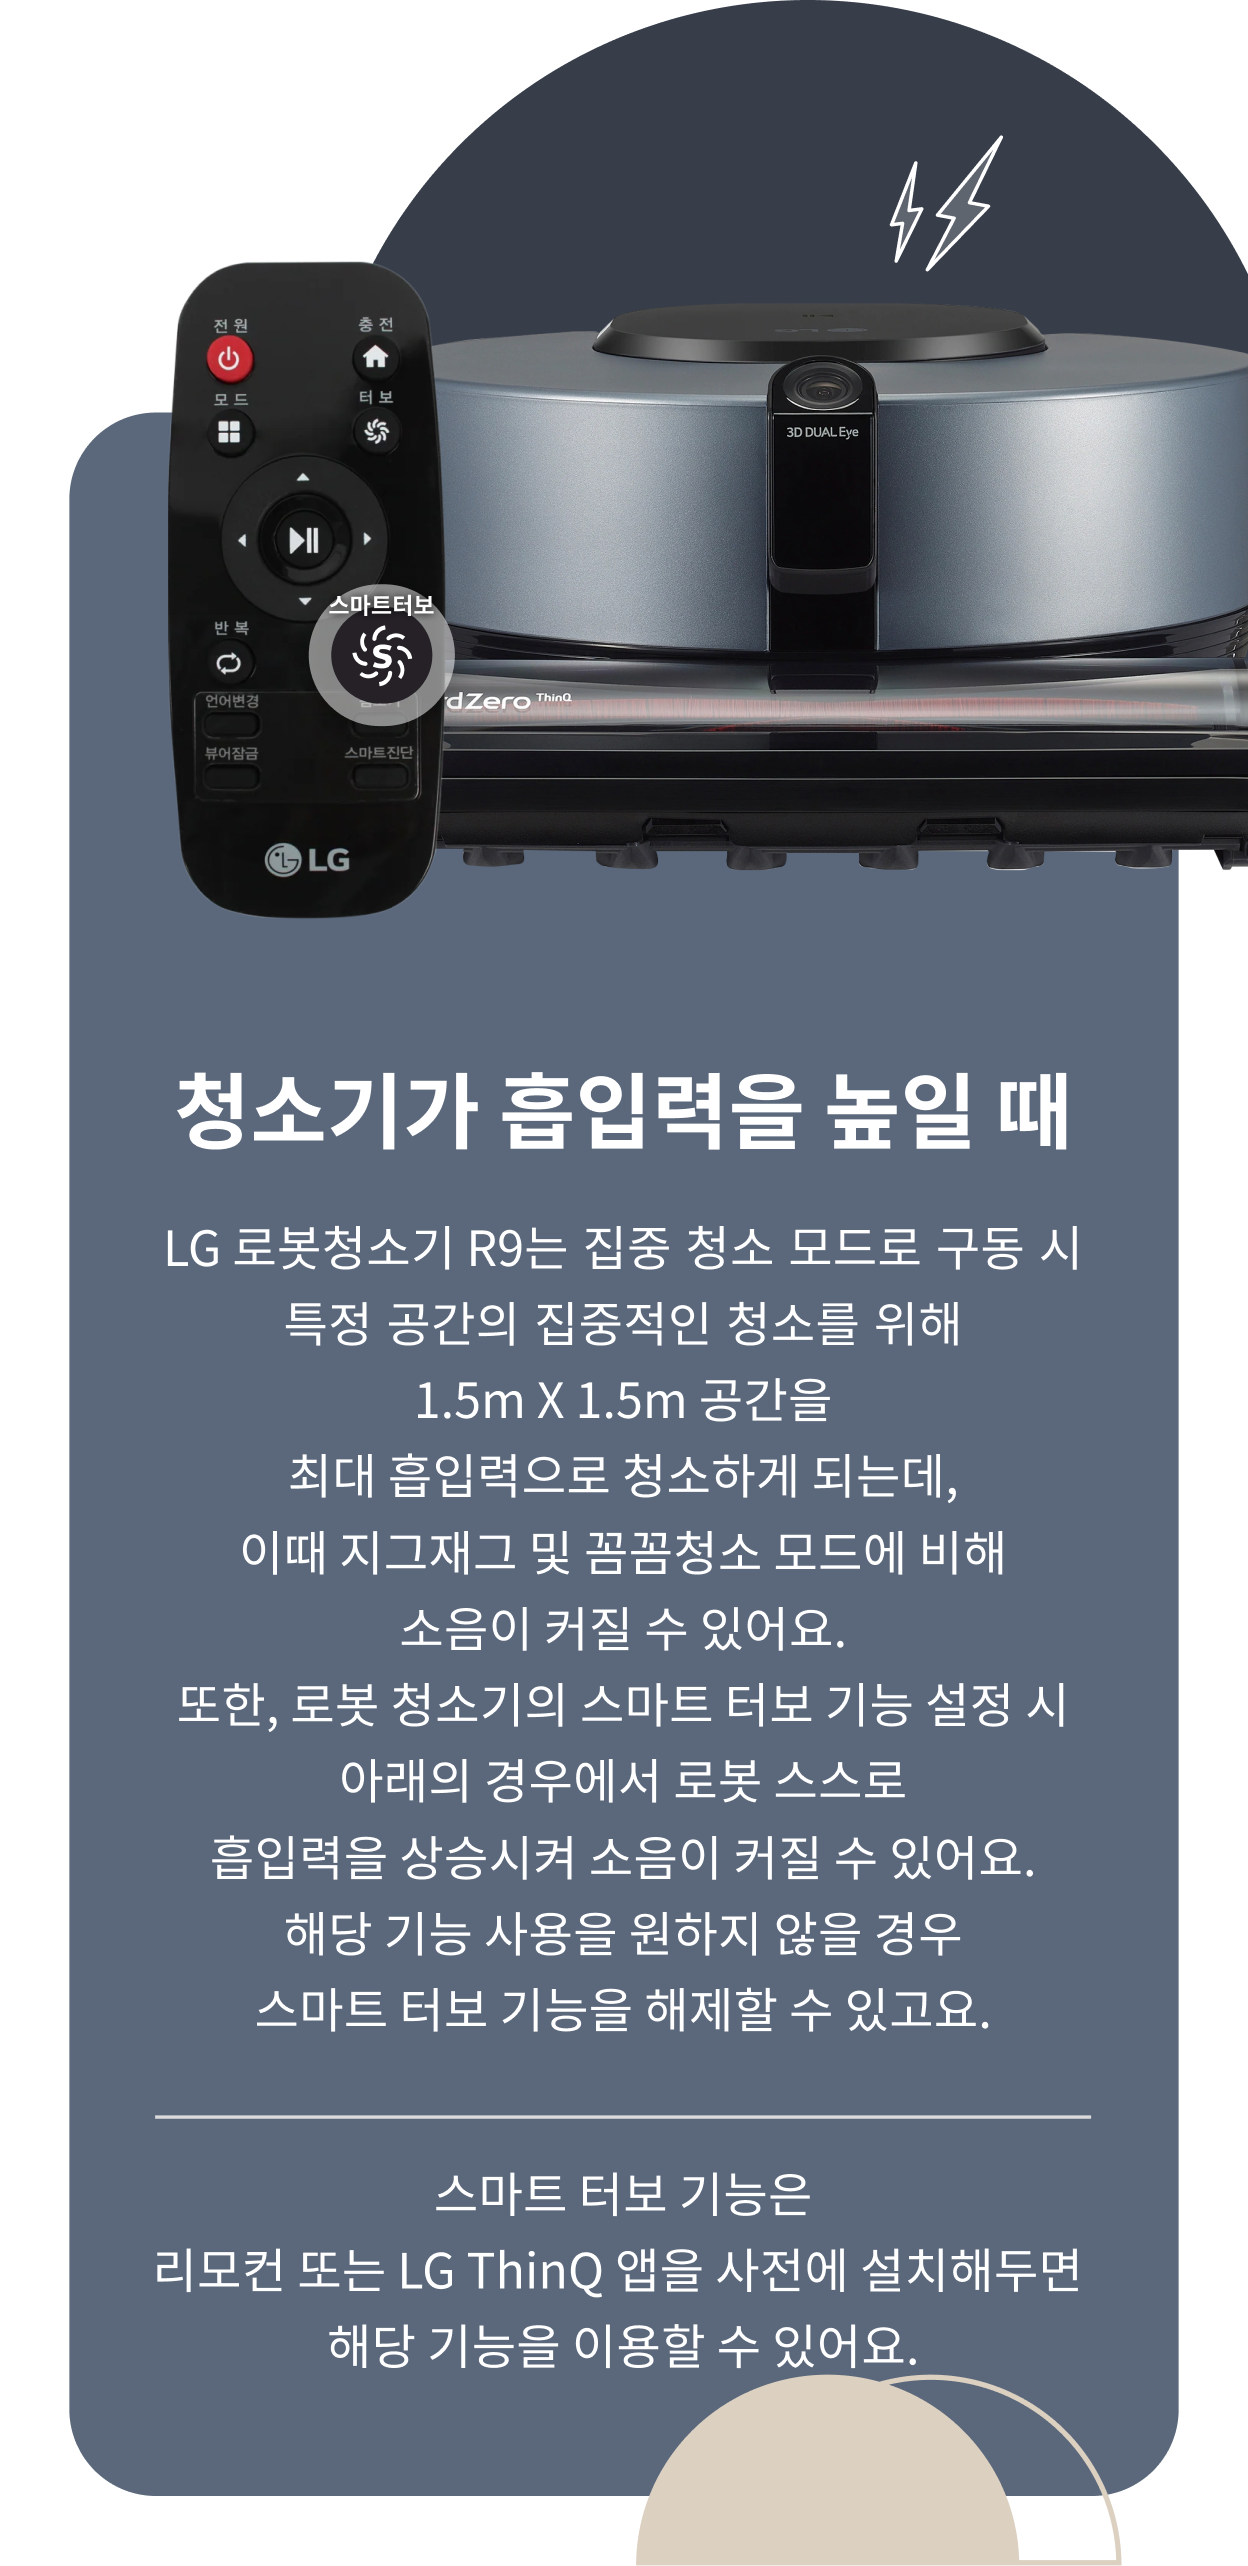 전원
충전
모드
터보
3D DUAL Eye
스마트터보
S
반복
언어변경
rdZero ThinQ
뷰어잠금
스마트진단
LG
청소기가 흡입력을 높일 때
LG 로봇청소기 R9는 집중 청소 모드로 구동 시
특정 공간의 집중적인 청소를 위해
1.5m X 1.5m 공간을
최대 흡입력으로 청소하게 되는데,
이때 지그재그 및 꼼꼼청소 모드에 비해
소음이 커질 수 있어요.
또한, 로봇 청소기의 스마트 터보 기능 설정 시
아래의 경우에서 로봇 스스로
흡입력을 상승시켜 소음이 커질 수 있어요.
해당 기능 사용을 원하지 않을 경우
스마트 터보 기능을 해제할 수 있고요.
스마트 터보 기능은
리모컨 또는 LG ThinQ 앱을 사전에 설치해두면
해당 기능을 이용할 수 있어요.